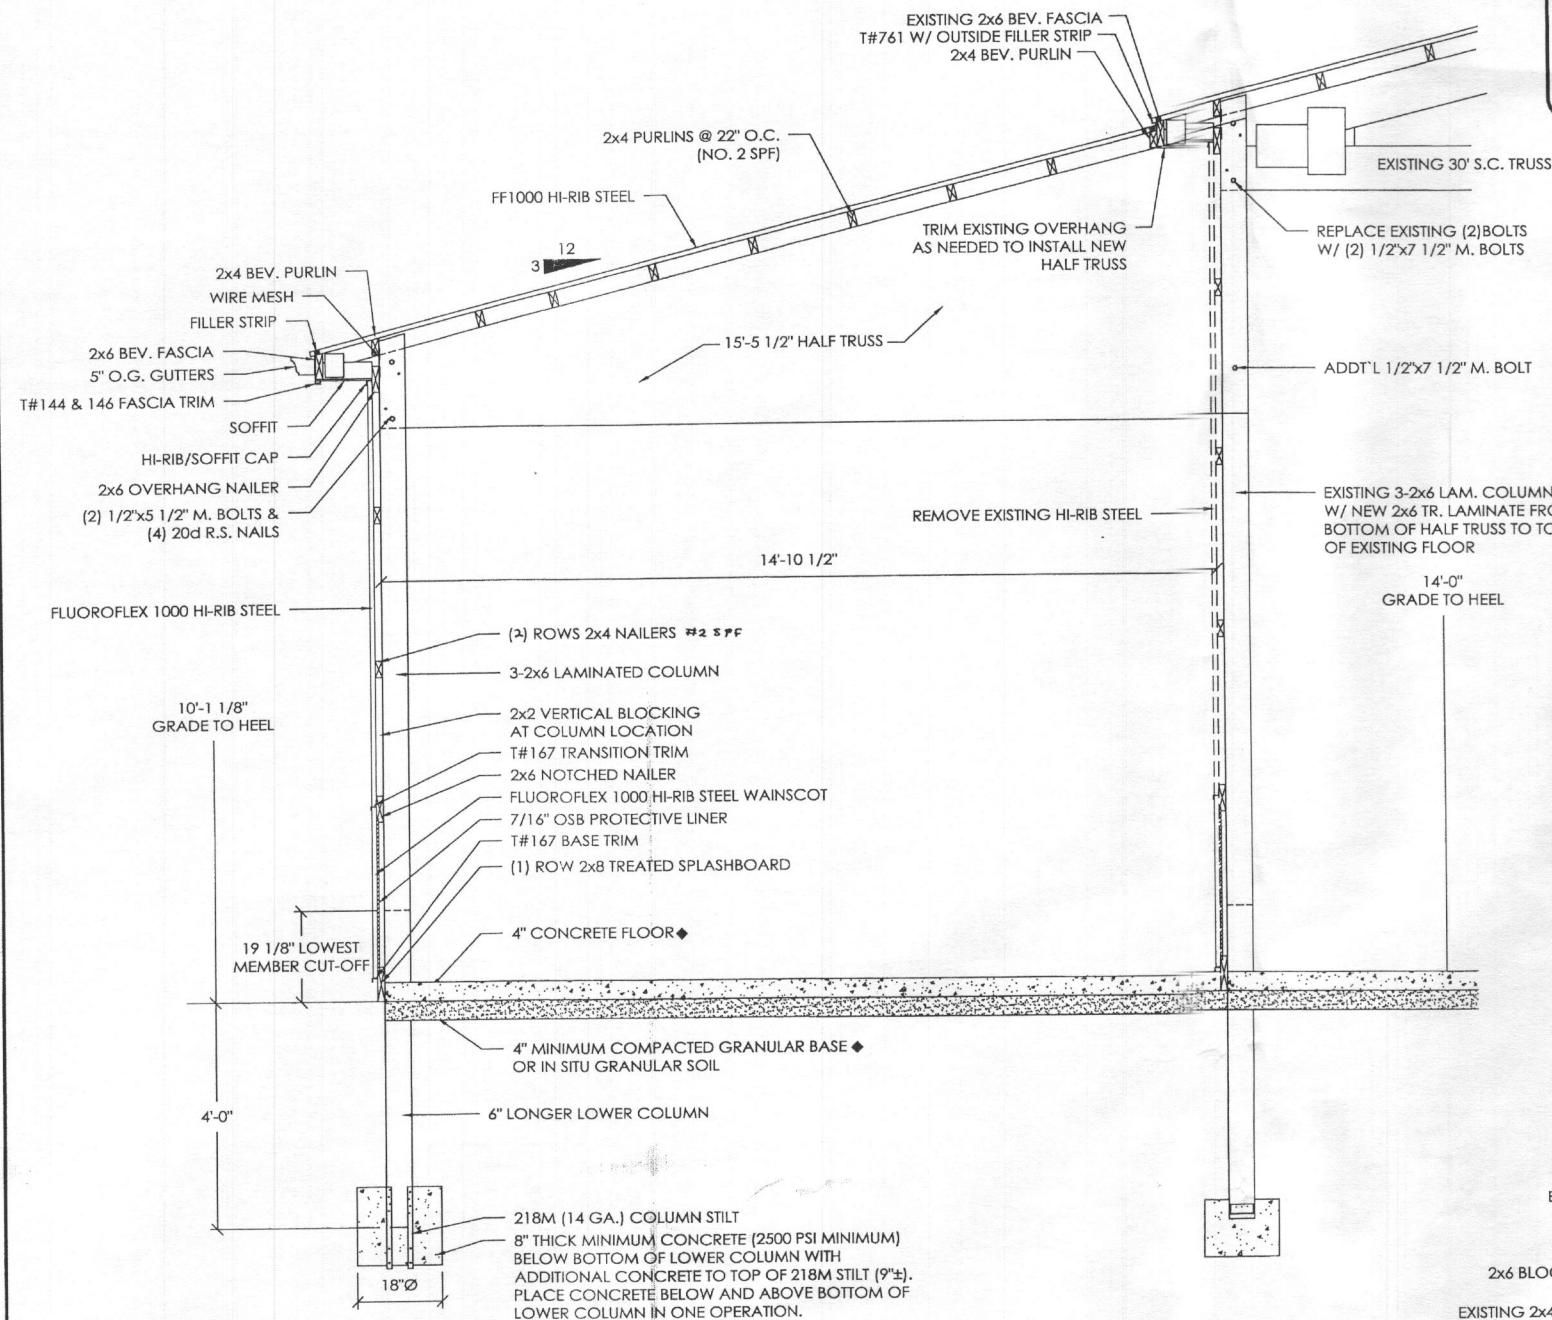 EXISTING 2x6 BEV. FASCIA
T#761 W/ OUTSIDE FILLER STRIP
2x4 BEV. PURLIN
2x4 PURLINS @ 22" O.C.
(NO. 2 SPF)
EXISTING 30' S.C. TRUSS
FF1000 HI-RIB STEEL
TRIM EXISTING OVERHANG
AS NEEDED TO INSTALL NEW
HALF TRUSS
REPLACE EXISTING (2)BOLTS
W/ (2) 1/2"x7 1/2" M. BOLTS
12
3
2x4 BEV. PURLIN
WIRE MESH
FILLER STRIP
2x6 BEV. FASCIA
5" O.G. GUTTERS
T#144 & 146 FASCIA TRIM
SOFFIT
HI-RIB/SOFFIT CAP
2x6 OVERHANG NAILER
(2) 1/2"x5 1/2" M. BOLTS &
(4) 20d R.S. NAILS
15'-5 1/2" HALF TRUSS
ADDT'L 1/2"x7 1/2" M. BOLT
REMOVE EXISTING HI-RIB STEEL
EXISTING 3-2x6 LAM. COLUMN
W/ NEW 2x6 TR. LAMINATE FRO
BOTTOM OF HALF TRUSS TO TO
OF EXISTING FLOOR
14'-10 1/2"
14'-0"
GRADE TO HEEL
FLUOROFLEX 1000 HI-RIB STEEL
(2) ROWS 2x4 NAILERS #2 SPF
3-2x6 LAMINATED COLUMN
10'-1 1/8"
GRADE TO HEEL
2x2 VERTICAL BLOCKING
AT COLUMN LOCATION
T#167 TRANSITION TRIM
2x6 NOTCHED NAILER
FLUOROFLEX 1000 HI-RIB STEEL WAINSCOT
7/16" OSB PROTECTIVE LINER
T#167 BASE TRIM
(1) ROW 2x8 TREATED SPLASHBOARD
19 1/8" LOWEST
MEMBER CUT-OFF
4" CONCRETE FLOOR◆
4" MINIMUM COMPACTED GRANULAR BASE ◆
OR IN SITU GRANULAR SOIL
4'-0"
6" LONGER LOWER COLUMN
218M (14 GA.) COLUMN STILT
8" THICK MINIMUM CONCRETE (2500 PSI MINIMUM)
BELOW BOTTOM OF LOWER COLUMN WITH
ADDITIONAL CONCRETE TO TOP OF 218M STILT (9"±).
PLACE CONCRETE BELOW AND ABOVE BOTTOM OF
LOWER COLUMN IN ONE OPERATION.
18"Ø
2x6 BLO
EXISTING 2x4